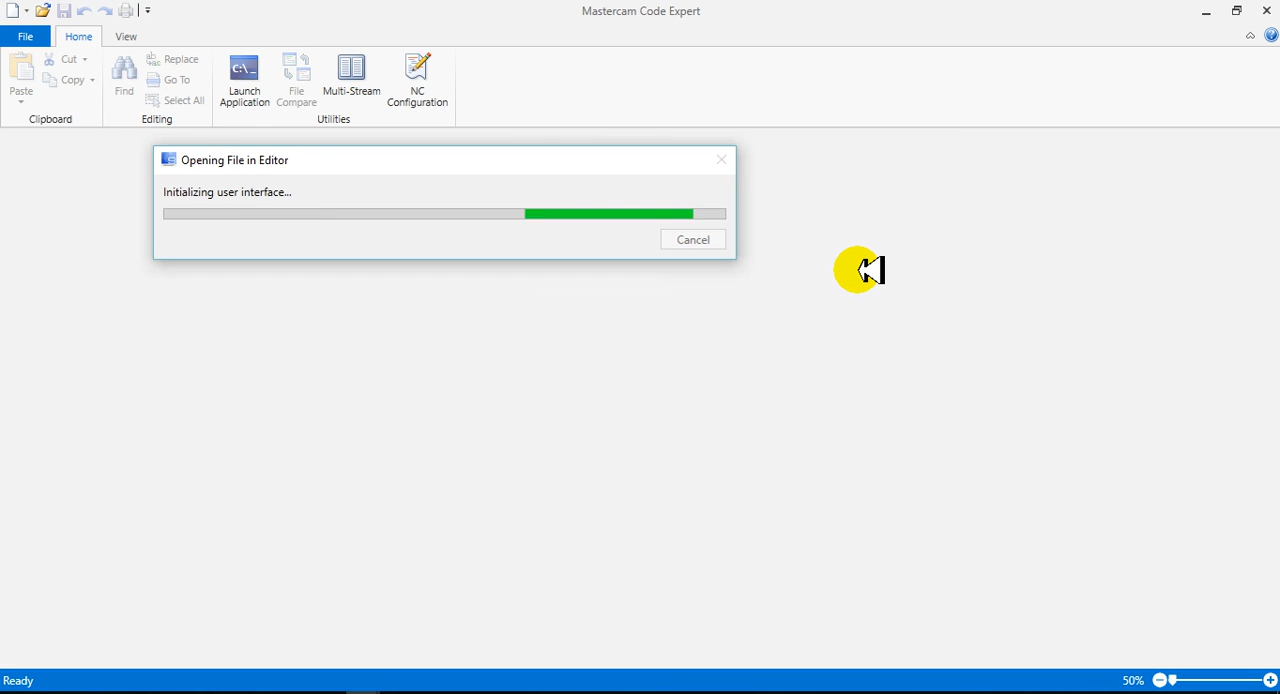 Mastercam Code Expert
File Home View
Paste
Cut
Copy
Clipboard
Find
Replace
Go To
Select All
Editing
C:\_
Launch
Application
File
Compare
Multi-Stream
NC
Configuration
Utilities
Opening File in Editor
Initializing user interface...
Cancel
Ready
50%